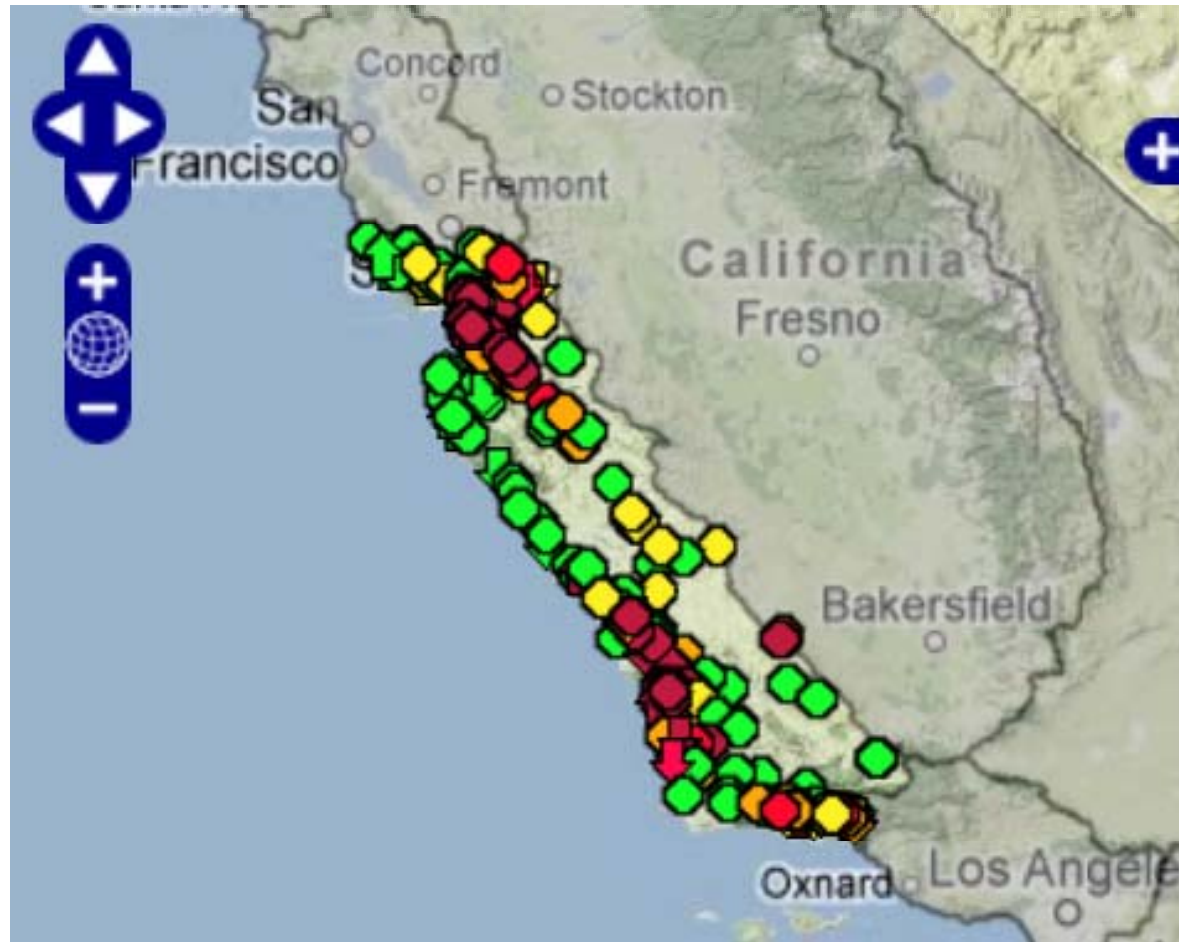 Concord
San
Francisco
Stockton
Fremont
California
Fresno
Bakersfield
Oxnard
Los Angele